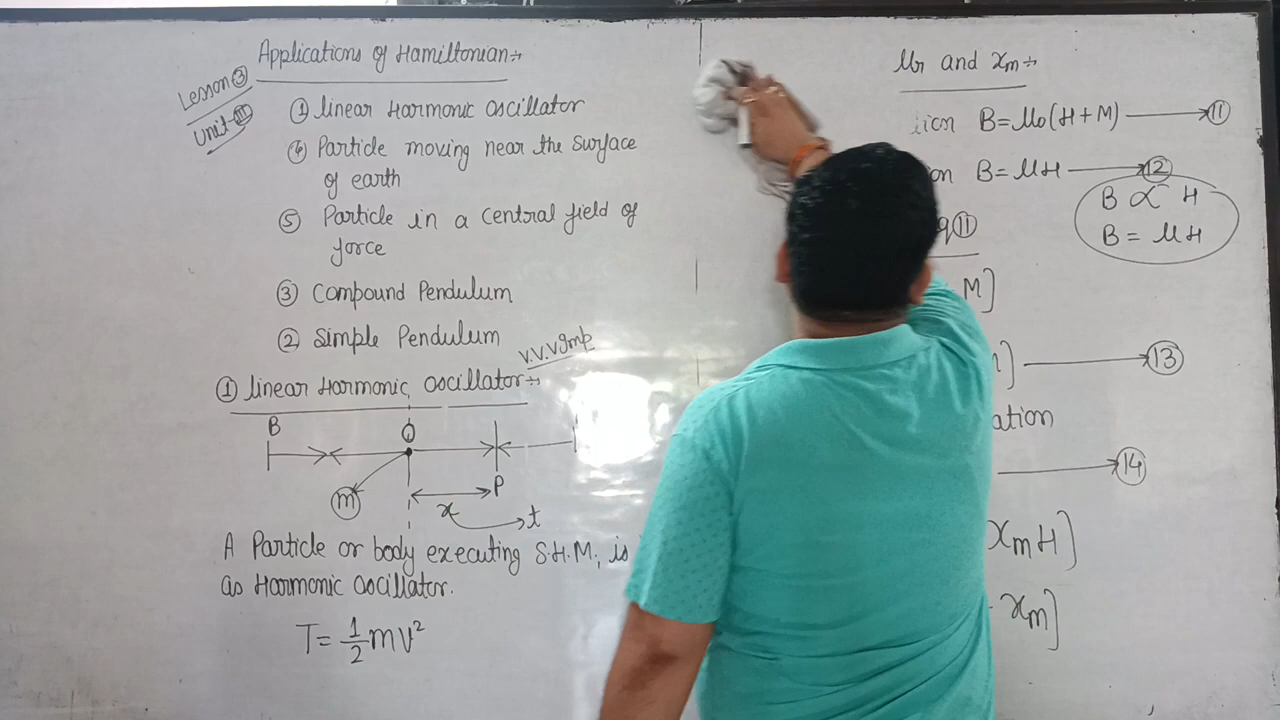 Applications of Hamiltonian:-
Lesson ③
Unit-III
① linear Harmonic oscillator
④ Particle moving near the surface
of earth
⑤ Particle in a central field of
force
③ Compound Pendulum
② Simple Pendulum
V.V.V Imp
① linear Harmonic oscillator:-
B O
P
m
x t
A Particle or body executing S.H.M., is
as Harmonic oscillator.
T = 1/2 mv²
μr and χm:-
B = μ0(H+M) → ⑪
B = μH → ⑫
B ∝ H
B = μH
⑪
M]
] → ⑬
→ ⑭
χmH]
χm]